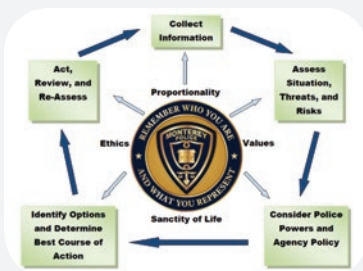 Collect
Information
Act,
Review, and
Re-Assess
Assess
Situation,
Threats, and
Risks
Proportionality
REMEMBER WHO YOU ARE
MONTEREY
POLICE
Ethics
Values
AND WHAT YOU REPRESENT
Sanctity of Life
Identify Options
and Determine
Best Course of
Action
Consider Police
Powers and
Agency Policy